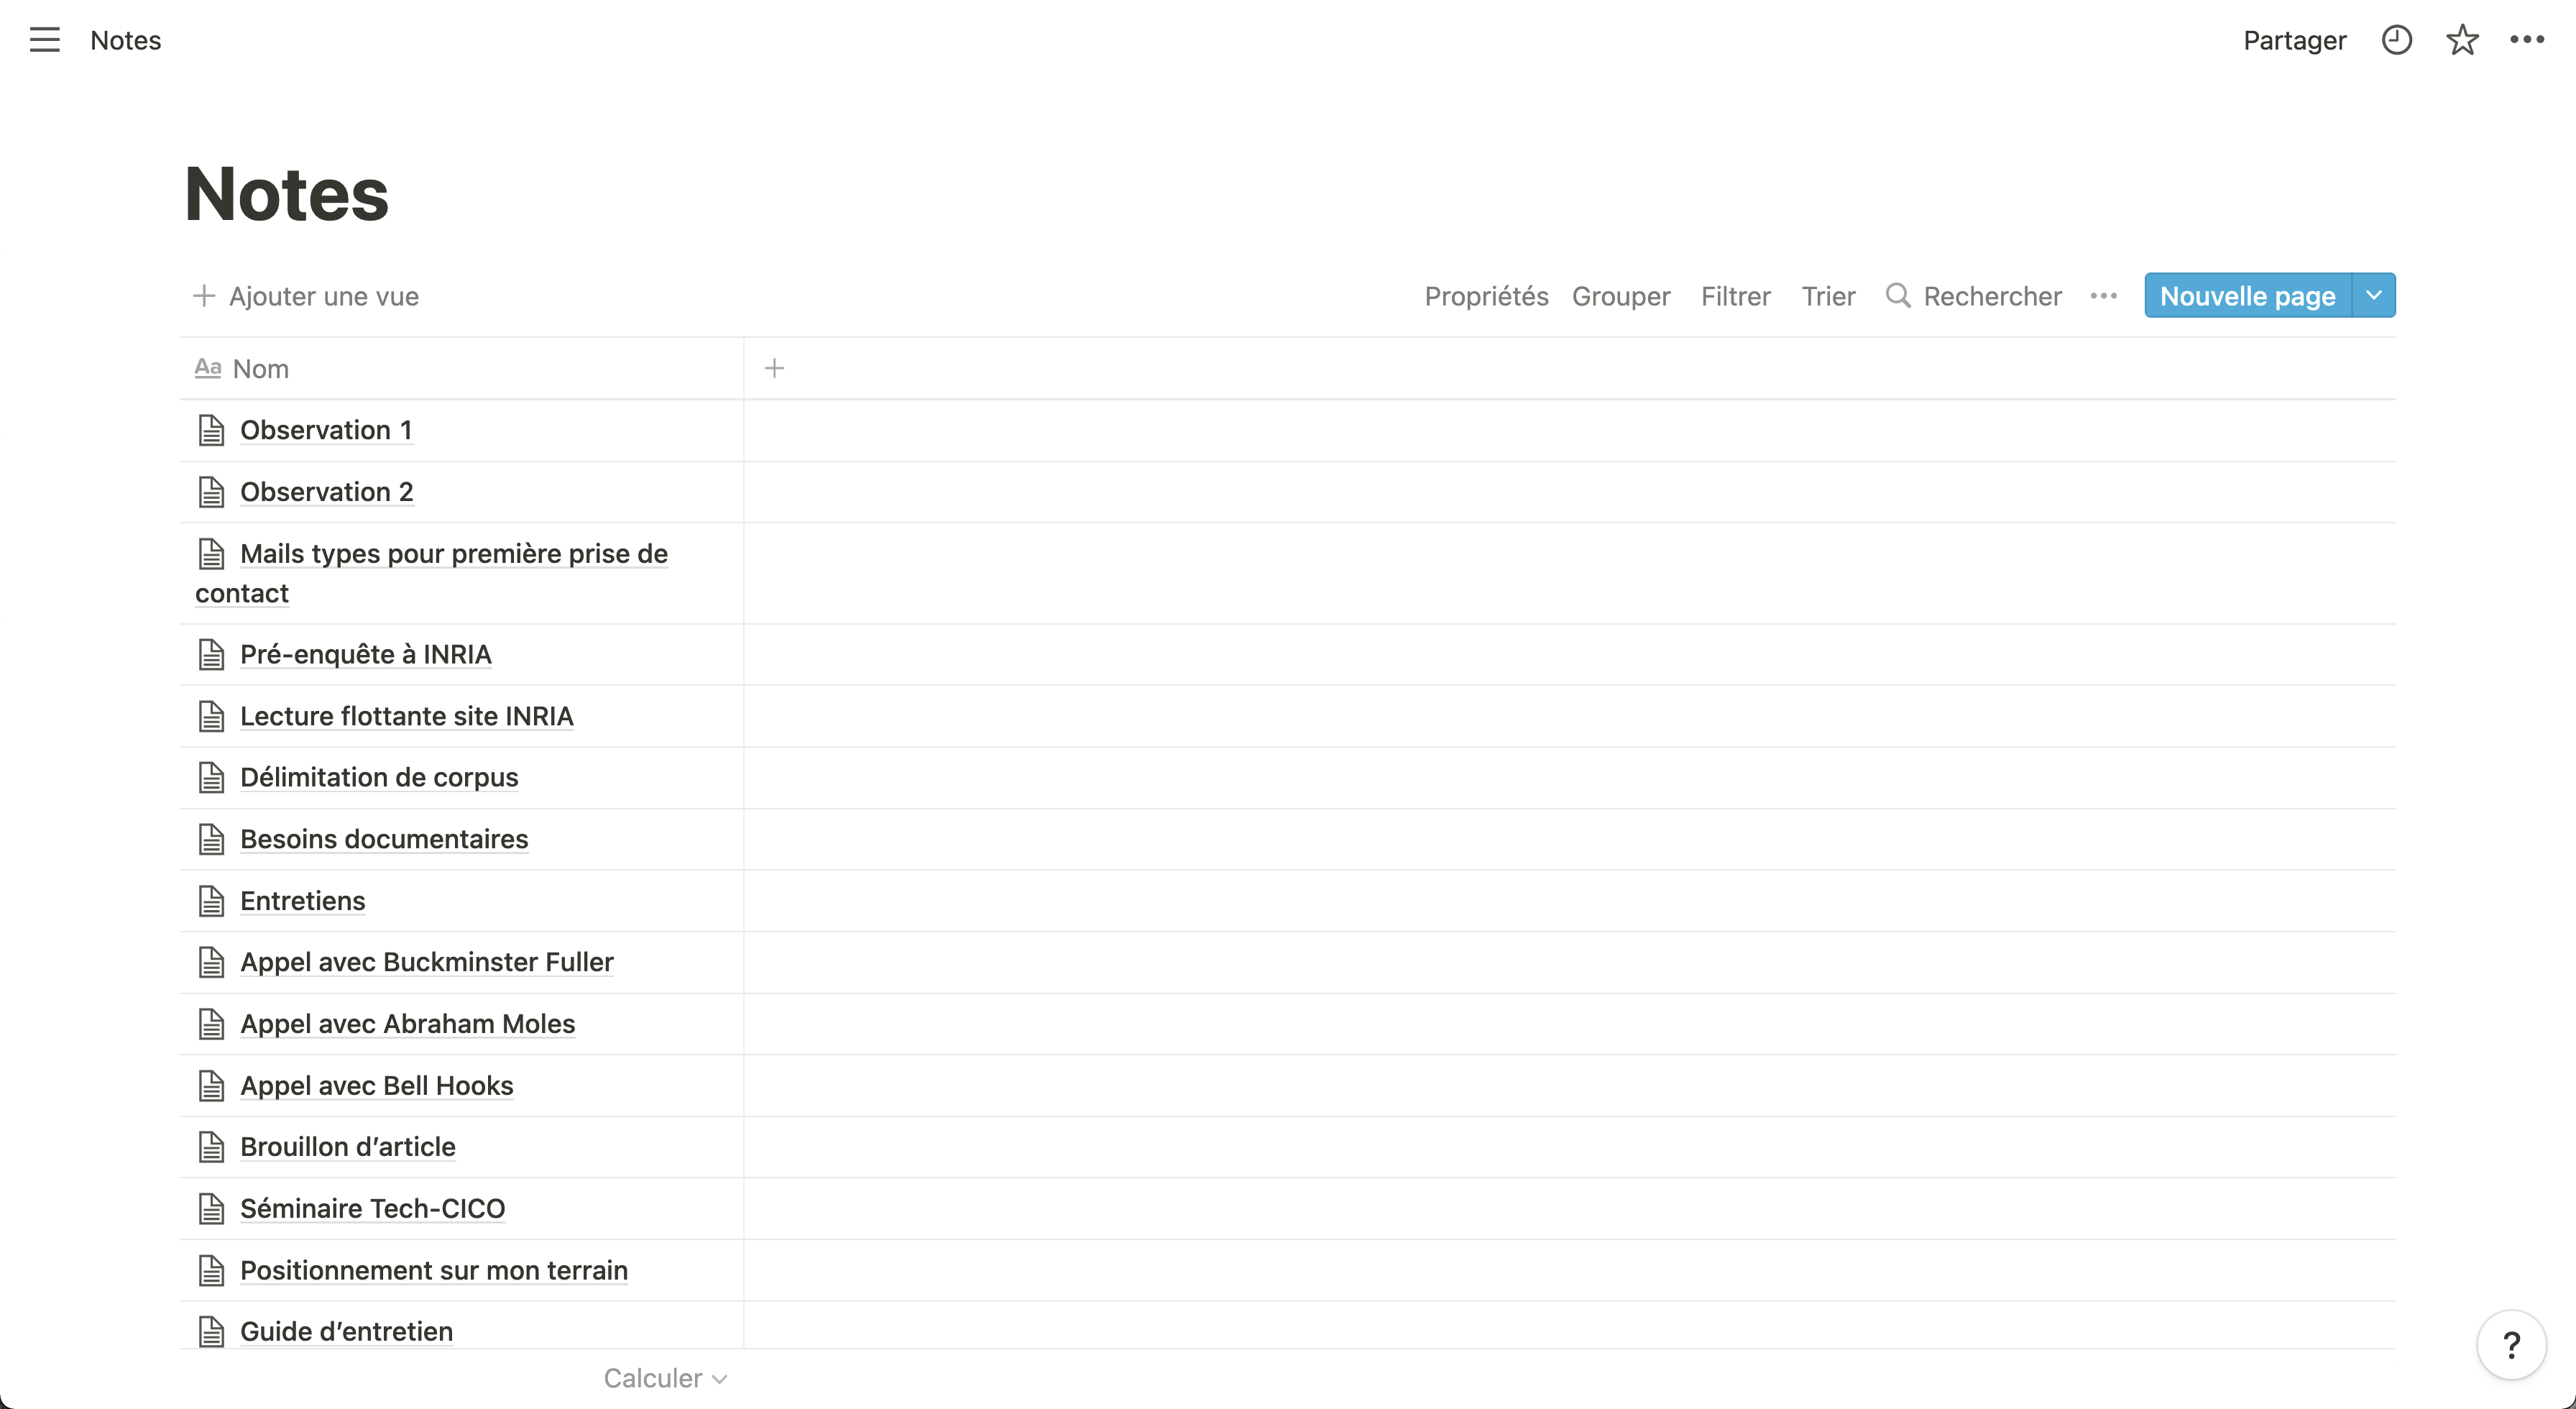 Notes
Partager
Notes
Ajouter une vue
Propriétés Grouper Filtrer Trier Rechercher Nouvelle page
Aa Nom
Observation 1
Observation 2
Mails types pour première prise de
contact
Pré-enquête à INRIA
Lecture flottante site INRIA
Délimitation de corpus
Besoins documentaires
Entretiens
Appel avec Buckminster Fuller
Appel avec Abraham Moles
Appel avec Bell Hooks
Brouillon d’article
Séminaire Tech-CICO
Positionnement sur mon terrain
Guide d’entretien
?
Calculer